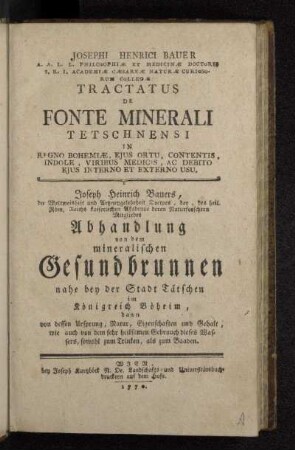 JOSEPHI HENRICI BAUER
A. A. L. L. PHILOSOPHIÆ ET MEDICINÆ DOCTORIS
S. R. I. ACADEMIÆ CÆSAREÆ NATURÆ CURIOSO-
RUM COLLEGÆ
TRACTATUS
DE
FONTE MINERALI
TETSCHNENSI
IN
REGNO BOHEMIÆ, EJUS ORTU, CONTENTIS,
INDOLE, VIRIBUS MEDICIS, AC DEBITO
EJUS INTERNO ET EXTERNO USU.
Joseph Heinrich Bauers,
der Weltweisheit und Arzneygelahrheit Doctors, der, des heil.
Röm. Reichs kaiserlichen Akademie deren Naturforschern
Mitgliedes
Abhandlung
von dem
mineralischen
Gesundbrunnen
nahe bey der Stadt Tätschen
im
Königreich Böheim,
dann
von dessen Ursprung, Natur, Eigenschaften und Gehalt,
wie auch von dem sehr heilsamen Gebrauch dieses Was-
sers, sowohl zum Trinken, als zum Baaden.
WIEN,
bey Joseph Kurzböck N. Oe. Landschafts- und Universitätsbuch-
druckern auf dem Hofe.
1770.